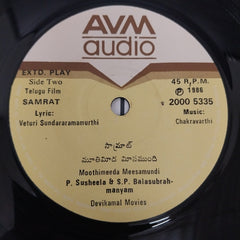 AVM
audio
EXTD. PLAY
45 R.P.M.
Side Two
Ⓟ 1986
Telugu Film
SAMRAT
2000 5335
Lyric:
Music:
Veturi Sundararamamurthi
Chakravarthi
సామ్రాట్
మూతిమీద మీసముంది
Moothimeeda Meesamundi
P. Susheela & S.P. Balasubrah-
manyam
Devikamal Movies